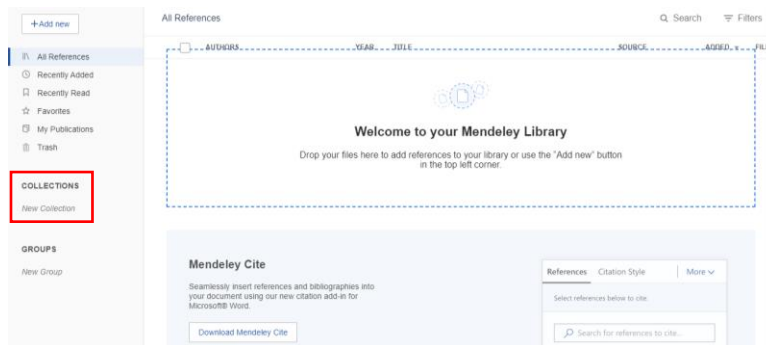 +Add new
All References
Search
Filters
All References
Recently Added
Recently Read
Favorites
My Publications
Trash
COLLECTIONS
New Collection
GROUPS
New Group
AUTHORS YEAR TITLE SOURCE ADDED FIL
Welcome to your Mendeley Library
Drop your files here to add references to your library or use the "Add new" button
in the top left corner.
Mendeley Cite
Seamlessly insert references and bibliographies into
your document using our new citation add-in for
Microsoft® Word.
Download Mendeley Cite
References Citation Style More
Select references below to cite.
Search for references to cite...